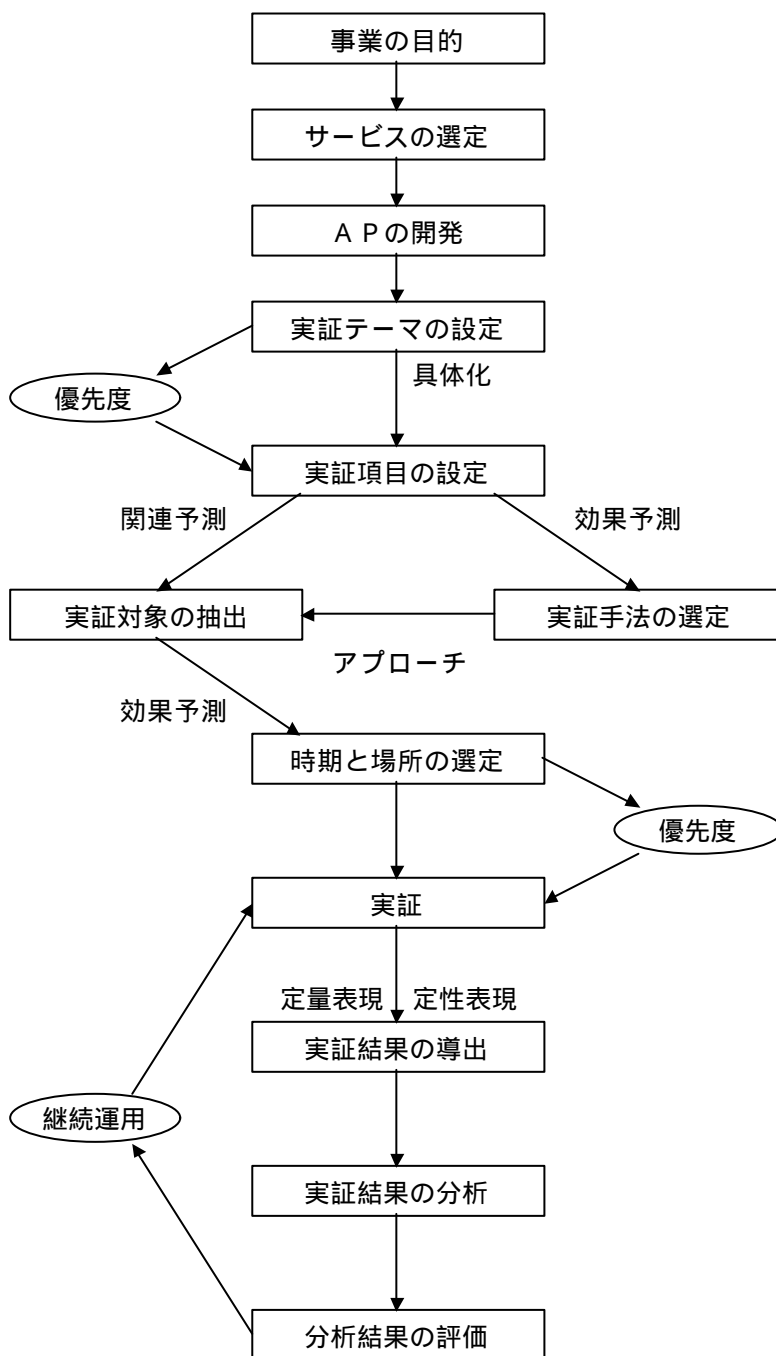 事業の目的
サービスの選定
ＡＰの開発
実証テーマの設定
具体化
優先度
実証項目の設定
関連予測
効果予測
実証対象の抽出
実証手法の選定
アプローチ
効果予測
時期と場所の選定
優先度
実証
定量表現 定性表現
実証結果の導出
継続運用
実証結果の分析
分析結果の評価